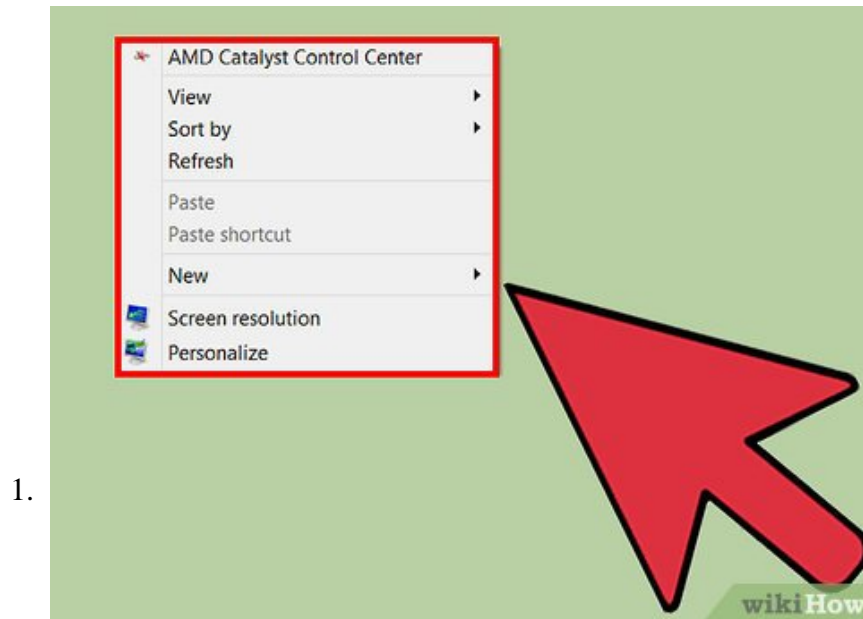 AMD Catalyst Control Center
View
Sort by
Refresh
Paste
Paste shortcut
New
Screen resolution
Personalize
1.
wikiHow